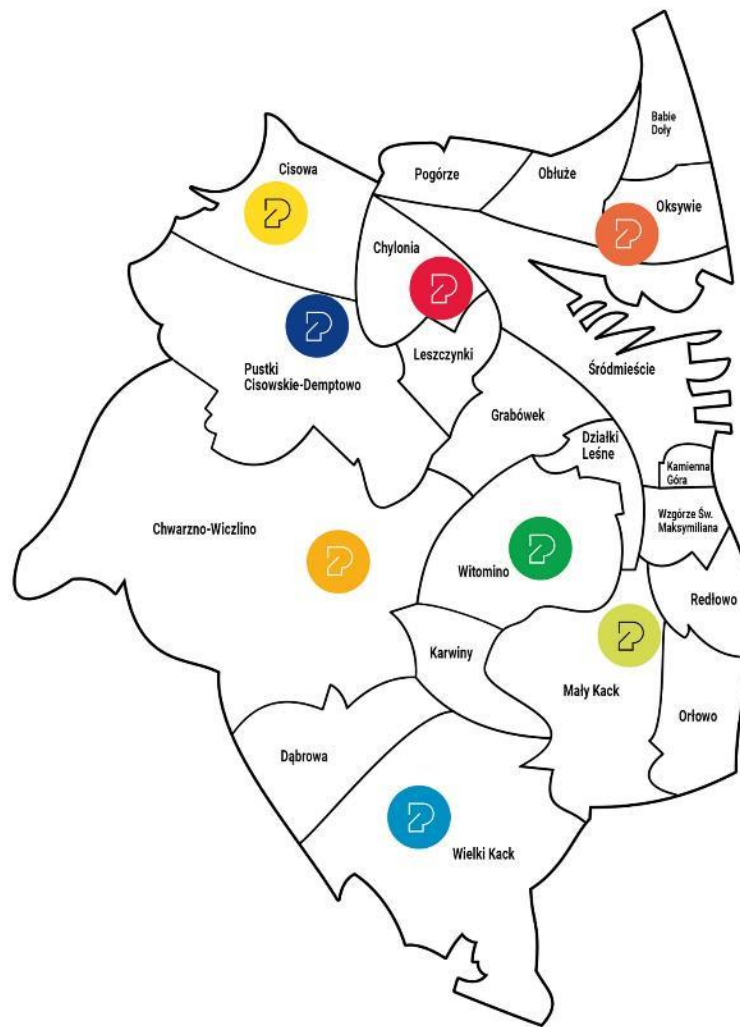 Babie
Doły
Cisowa
Pogórze
Obłuże
Oksywie
Chylonia
Leszczynki
Śródmieście
Pustki
Cisowskie-Demptowo
Grabówek
Działki
Leśne
Kamienna
Góra
Chwarzno-Wiczlino
Wzgórze Św.
Maksymiliana
Witomino
Redłowo
Karwiny
Mały Kack
Orłowo
Dąbrowa
Wielki Kack